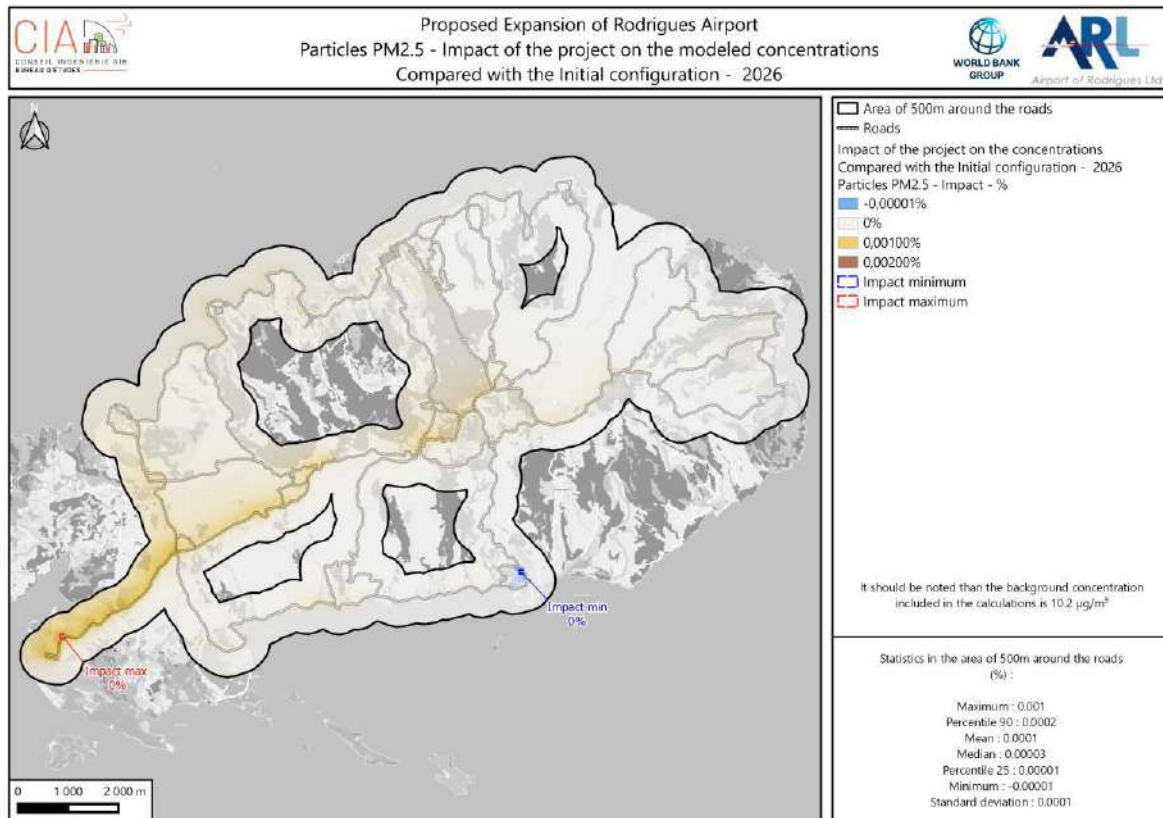 CIA
CONSEIL INGENIERIE AIR
BUREAU D'ETUDES
Proposed Expansion of Rodrigues Airport
Particles PM2.5 - Impact of the project on the modeled concentrations
Compared with the Initial configuration - 2026
WORLD BANK
GROUP
ARL
Airport of Rodrigues Ltd
N
Impact min
0%
Impact max
0%
0 1 000 2 000 m
Area of 500m around the roads
Roads
Impact of the project on the concentrations
Compared with the Initial configuration - 2026
Particles PM2.5 - Impact - %
-0,00001%
0%
0,00100%
0,00200%
Impact minimum
Impact maximum
It should be noted than the background concentration
included in the calculations is 10.2 µg/m³
Statistics in the area of 500m around the roads
(%) :
Maximum : 0.001
Percentile 90 : 0.0002
Mean : 0.0001
Median : 0.00003
Percentile 25 : 0.00001
Minimum : -0.00001
Standard deviation : 0.0001